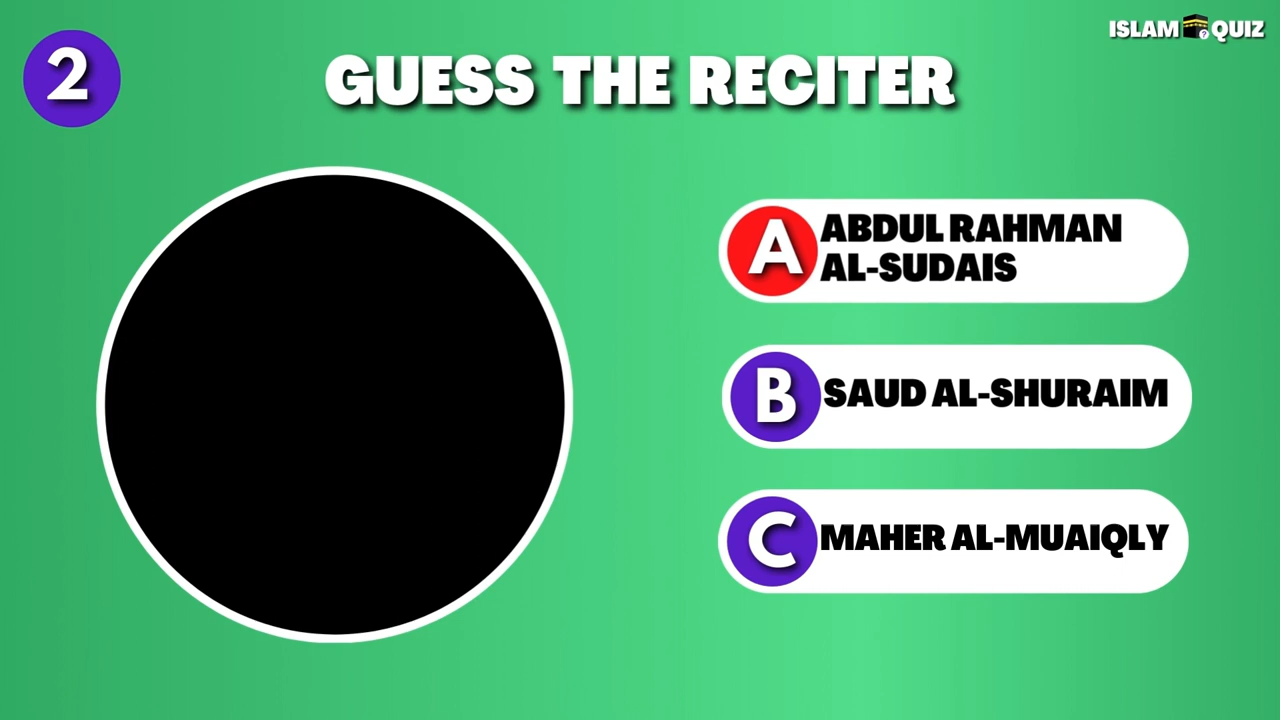 2
GUESS THE RECITER
ISLAM QUIZ
A ABDUL RAHMAN
AL-SUDAIS
B SAUD AL-SHURAIM
C MAHER AL-MUAIQLY